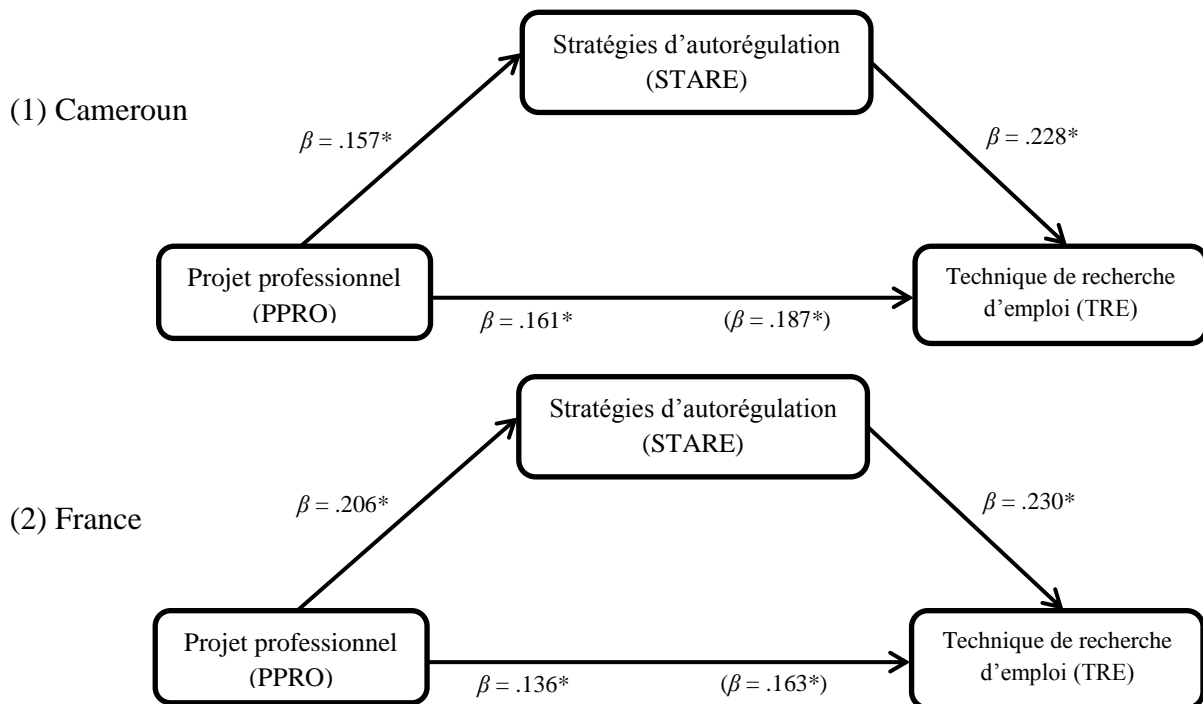 Stratégies d’autorégulation
(STARE)
(1) Cameroun
β = .157*
β = .228*
Projet professionnel
(PPRO)
Technique de recherche
d’emploi (TRE)
β = .161*
(β = .187*)
Stratégies d’autorégulation
(STARE)
(2) France
β = .206*
β = .230*
Projet professionnel
(PPRO)
Technique de recherche
d’emploi (TRE)
β = .136*
(β = .163*)